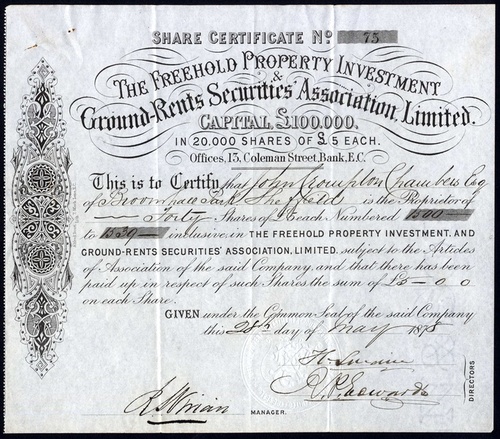 SHARE CERTIFICATE No 75
THE FREEHOLD PROPERTY INVESTMENT
&
Ground-Rents Securities' Association, Limited.
CAPITAL, £100,000.
IN 20,000 SHARES OF £5 EACH.
Offices, 13, Coleman Street, Bank, E.C.
This is to Certify that John Crompton Chambers Esq
of Broomhall Park Sheffield is the Proprietor of
Forty Shares of £5 each Numbered 1500
to 1539 inclusive, in THE FREEHOLD PROPERTY INVESTMENT, AND
GROUND-RENTS SECURITIES' ASSOCIATION, LIMITED, subject to the Articles
of Association of the said Company, and that there has been
paid up in respect of such Shares the sum of £5-0 0
on each Share.
GIVEN under the Common Seal of the said Company
this 28th day of May 1878
DIRECTORS
MANAGER.